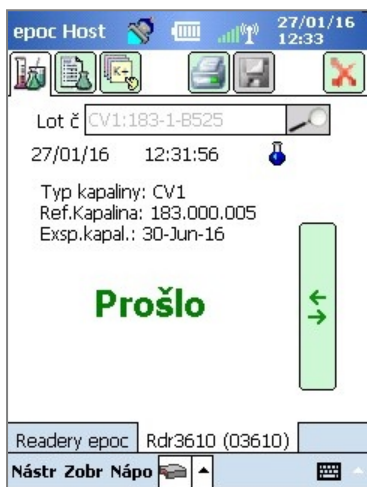 epoc Host 27/01/16
12:33
K+
Lot č CV1:183-1-B525
27/01/16 12:31:56
Typ kapaliny: CV1
Ref.Kapalina: 183.000.005
Exsp.kapal.: 30-Jun-16
Prošlo
Readery epoc Rdr3610 (03610)
Nástr Zobr Nápo